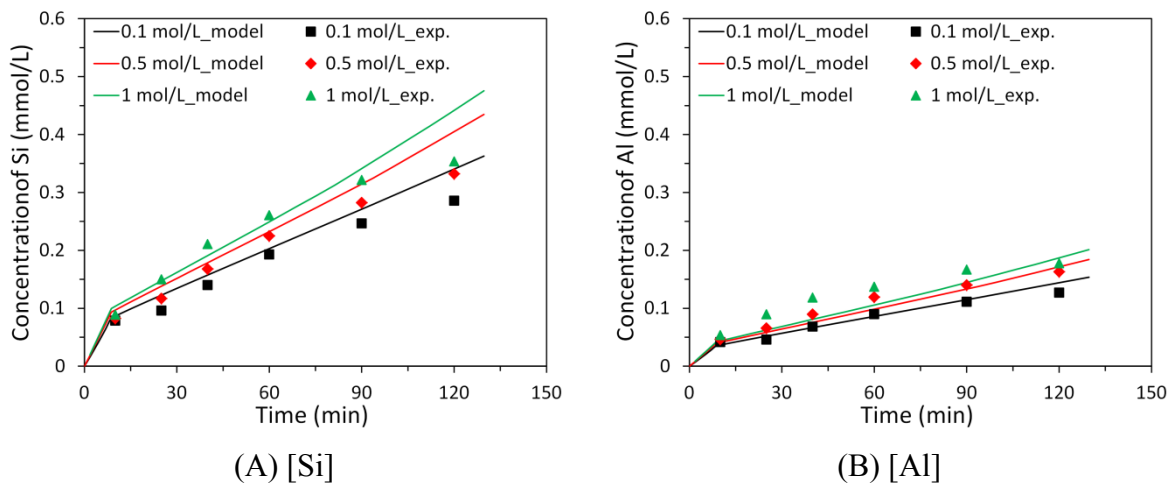 0.6
0.5
0.4
0.3
0.2
0.1
0
Concentrationof Si (mmol/L)
0.1 mol/L_model
0.1 mol/L_exp.
0.5 mol/L_model
0.5 mol/L_exp.
1 mol/L_model
1 mol/L_exp.
0 30 60 90 120 150
Time (min)
(A) [Si]
0.6
0.5
0.4
0.3
0.2
0.1
0
Concentrationof Al (mmol/L)
0.1 mol/L_model
0.1 mol/L_exp.
0.5 mol/L_model
0.5 mol/L_exp.
1 mol/L_model
1 mol/L_exp.
0 30 60 90 120 150
Time (min)
(B) [Al]